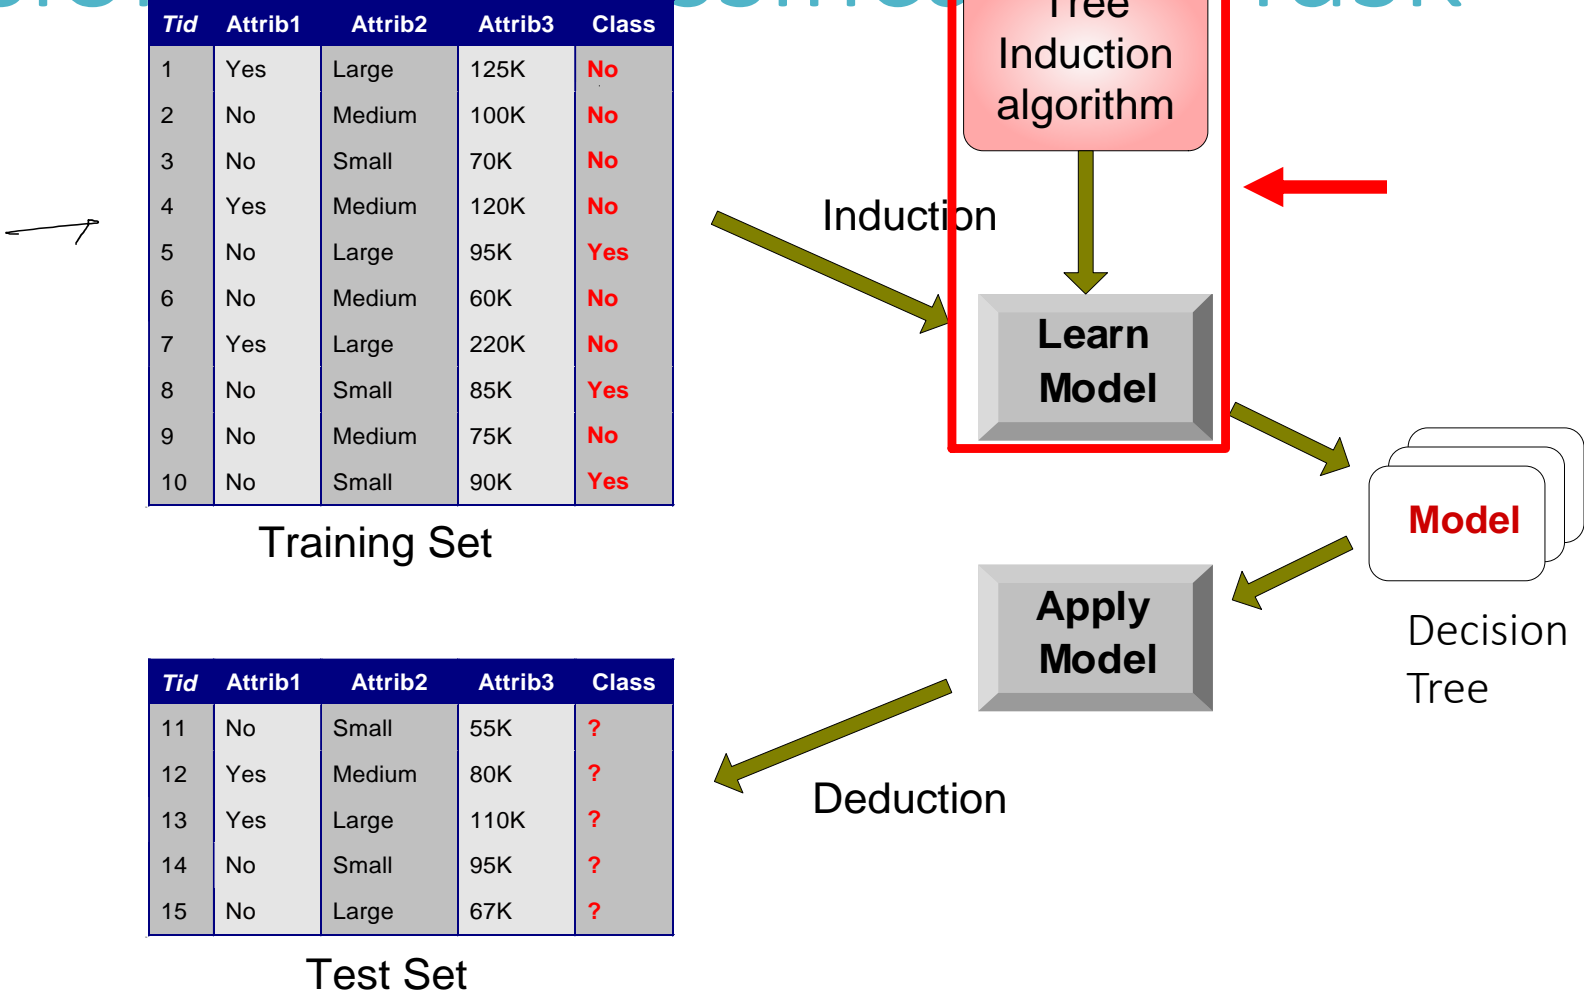 Task
Tid Attrib1 Attrib2 Attrib3 Class
1 Yes Large 125K No
2 No Medium 100K No
3 No Small 70K No
4 Yes Medium 120K No
5 No Large 95K Yes
6 No Medium 60K No
7 Yes Large 220K No
8 No Small 85K Yes
9 No Medium 75K No
10 No Small 90K Yes
Training Set
Tree
Induction
algorithm
Induction
Learn
Model
Model
Decision
Tree
Apply
Model
Deduction
Tid Attrib1 Attrib2 Attrib3 Class
11 No Small 55K ?
12 Yes Medium 80K ?
13 Yes Large 110K ?
14 No Small 95K ?
15 No Large 67K ?
Test Set